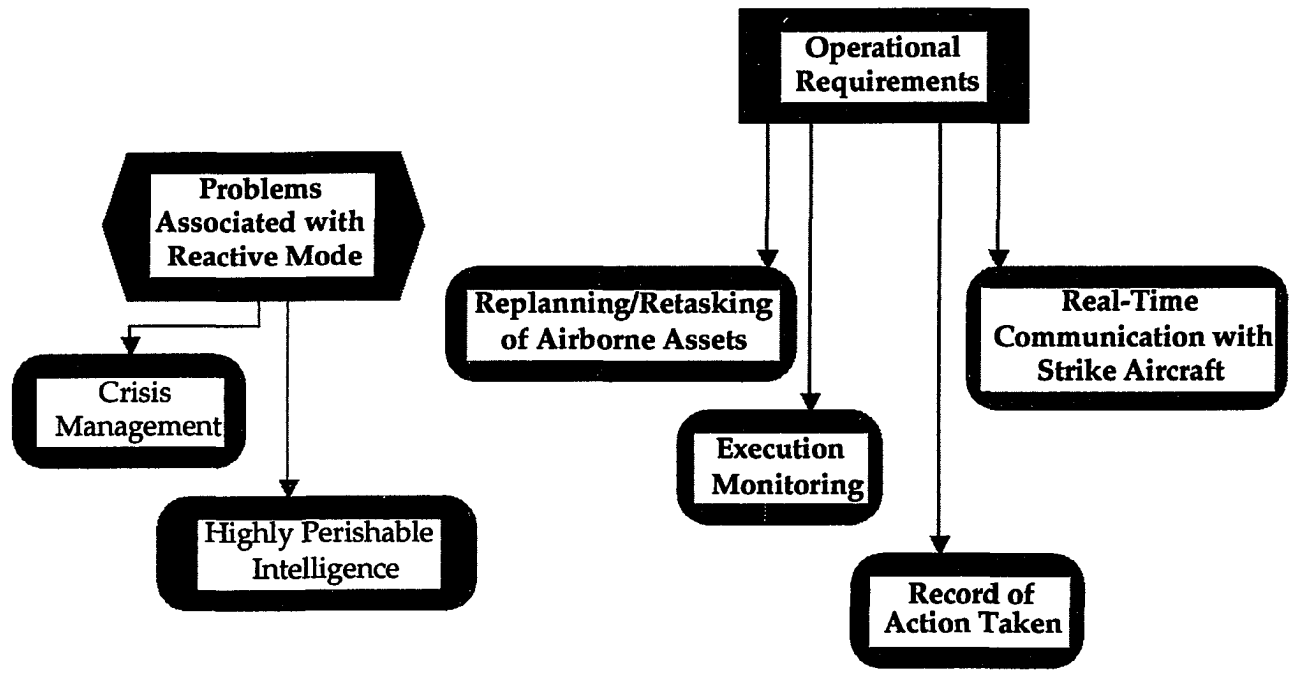 Operational
Requirements
Problems
Associated with
Reactive Mode
Replanning/Retasking
of Airborne Assets
Real-Time
Communication with
Strike Aircraft
Crisis
Management
Execution
Monitoring
Highly Perishable
Intelligence
Record of
Action Taken